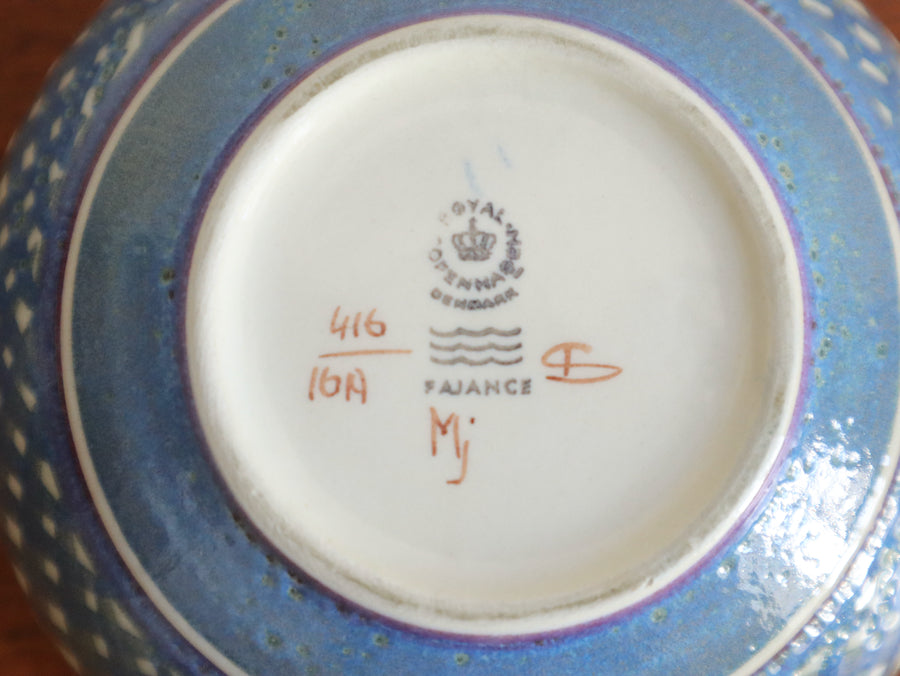 ROYAL
COPENHAGEN
DENMARK
416
16A
FAJANCE
Mj